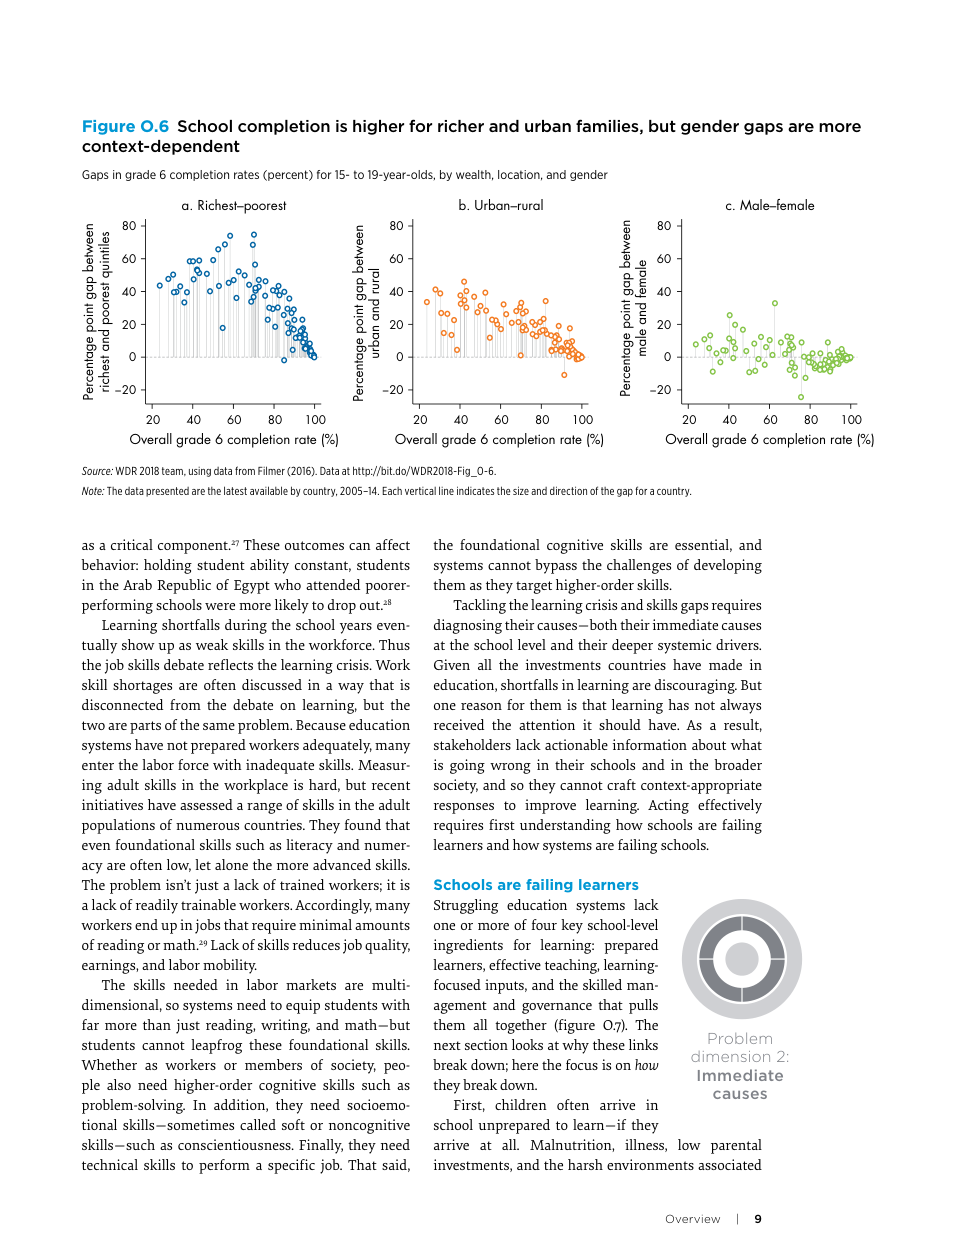 Figure O.6 School completion is higher for richer and urban families, but gender gaps are more
context-dependent
Gaps in grade 6 completion rates (percent) for 15- to 19-year-olds, by wealth, location, and gender
a. Richest–poorest
Percentage point gap between
richest and poorest quintiles
80
60
40
20
0
–20
20 40 60 80 100
Overall grade 6 completion rate (%)
b. Urban–rural
Percentage point gap between
urban and rural
80
60
40
20
0
–20
20 40 60 80 100
Overall grade 6 completion rate (%)
c. Male–female
Percentage point gap between
male and female
80
60
40
20
0
–20
20 40 60 80 100
Overall grade 6 completion rate (%)
Source: WDR 2018 team, using data from Filmer (2016). Data at http://bit.do/WDR2018-Fig_O-6.
Note: The data presented are the latest available by country, 2005–14. Each vertical line indicates the size and direction of the gap for a country.
as a critical component.27 These outcomes can affect
behavior: holding student ability constant, students
in the Arab Republic of Egypt who attended poorer-
performing schools were more likely to drop out.28
Learning shortfalls during the school years even-
tually show up as weak skills in the workforce. Thus
the job skills debate reflects the learning crisis. Work
skill shortages are often discussed in a way that is
disconnected from the debate on learning, but the
two are parts of the same problem. Because education
systems have not prepared workers adequately, many
enter the labor force with inadequate skills. Measur-
ing adult skills in the workplace is hard, but recent
initiatives have assessed a range of skills in the adult
populations of numerous countries. They found that
even foundational skills such as literacy and numer-
acy are often low, let alone the more advanced skills.
The problem isn't just a lack of trained workers; it is
a lack of readily trainable workers. Accordingly, many
workers end up in jobs that require minimal amounts
of reading or math.29 Lack of skills reduces job quality,
earnings, and labor mobility.
The skills needed in labor markets are multi-
dimensional, so systems need to equip students with
far more than just reading, writing, and math—but
students cannot leapfrog these foundational skills.
Whether as workers or members of society, peo-
ple also need higher-order cognitive skills such as
problem-solving. In addition, they need socioemo-
tional skills—sometimes called soft or noncognitive
skills—such as conscientiousness. Finally, they need
technical skills to perform a specific job. That said,
the foundational cognitive skills are essential, and
systems cannot bypass the challenges of developing
them as they target higher-order skills.
Tackling the learning crisis and skills gaps requires
diagnosing their causes—both their immediate causes
at the school level and their deeper systemic drivers.
Given all the investments countries have made in
education, shortfalls in learning are discouraging. But
one reason for them is that learning has not always
received the attention it should have. As a result,
stakeholders lack actionable information about what
is going wrong in their schools and in the broader
society, and so they cannot craft context-appropriate
responses to improve learning. Acting effectively
requires first understanding how schools are failing
learners and how systems are failing schools.
Schools are failing learners
Struggling education systems lack
one or more of four key school-level
ingredients for learning: prepared
learners, effective teaching, learning-
focused inputs, and the skilled man-
agement and governance that pulls
them all together (figure O.7). The
next section looks at why these links
break down; here the focus is on how
they break down.
First, children often arrive in
school unprepared to learn—if they
arrive at all. Malnutrition, illness, low parental
investments, and the harsh environments associated
Problem
dimension 2:
Immediate
causes
Overview | 9